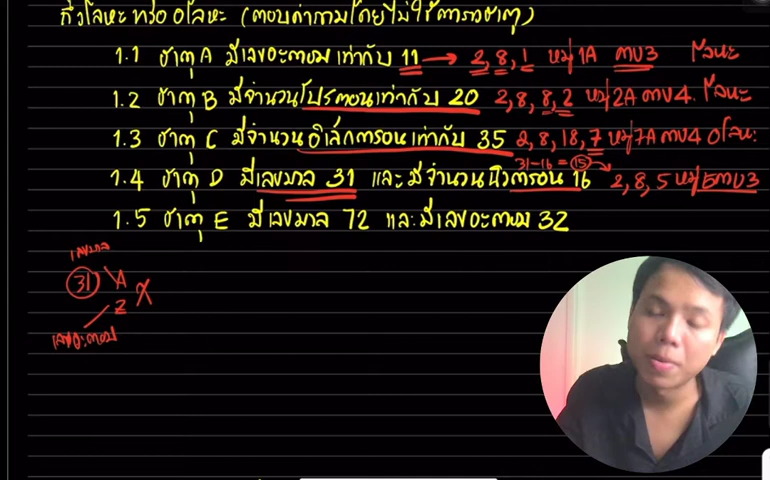 กึ่งโลหะ หรือ อโลหะ (ตอบคำถามโดยไม่ใช้ตารางธาตุ)
1.1 ธาตุ A มีเลขอะตอม เท่ากับ 11 → 2, 8, 1 หมู่ 1A คาบ 3 โลหะ
1.2 ธาตุ B มีจำนวนโปรตอนเท่ากับ 20 2, 8, 8, 2 หมู่ 2A คาบ 4. โลหะ
1.3 ธาตุ C มีจำนวน อิเล็กตรอนเท่ากับ 35 2, 8, 18, 7 หมู่ 7A คาบ 4 อโลหะ
31-16 = 15
1.4 ธาตุ D มีเลขมวล 31 และ มีจำนวน นิวตรอน 16 2, 8, 5 หมู่ 5 คาบ 3
1.5 ธาตุ E มีเลขมวล 72 และ มีเลขอะตอม 32
เลขมวล
31 A
Z X
เลขอะตอม